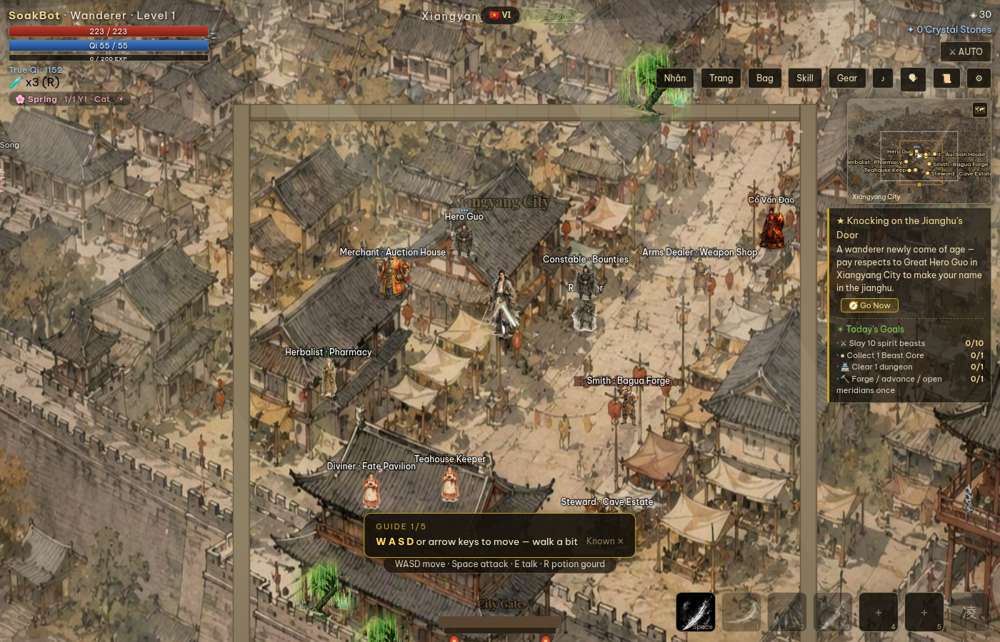 SoakBot · Wanderer · Level 1
223 / 223
Qi 55 / 55
0 / 200 EXP
True Qi: 1152
x3 (R)
Spring · 1/1 Y1 · Cat ·
Xiangyang
VI
Safe Zone
30
0 Crystal Stones
AUTO
Nhân
Trang
Bag
Skill
Gear
Song
Hero Guo
Auction House
Pharmacy
Smith · Bagua Forge
Teahouse
Steward · Cave Estate
Xiangyang City
★ Knocking on the Jianghu's
Door
A wanderer newly come of age —
pay respects to Great Hero Guo in
Xiangyang City to make your name
in the jianghu.
Go Now
Today's Goals
· Slay 10 spirit beasts 0/10
· Collect 1 Beast Core 0/1
· Clear 1 dungeon 0/1
· Forge / advance / open 0/1
meridians once
Xiangyang City
Cổ Vấn Đạo
Hero Guo
Merchant · Auction House
Constable · Bounties
Arms Dealer · Weapon Shop
Herbalist · Pharmacy
Smith · Bagua Forge
Teahouse Keeper
Diviner · Fate Pavilion
Steward · Cave Estate
GUIDE 1/5
WASD or arrow keys to move — walk a bit
Known ×
WASD move · Space attack · E talk · R potion gourd
City Gate
Space
1
2
3
+
4
+
5
凌